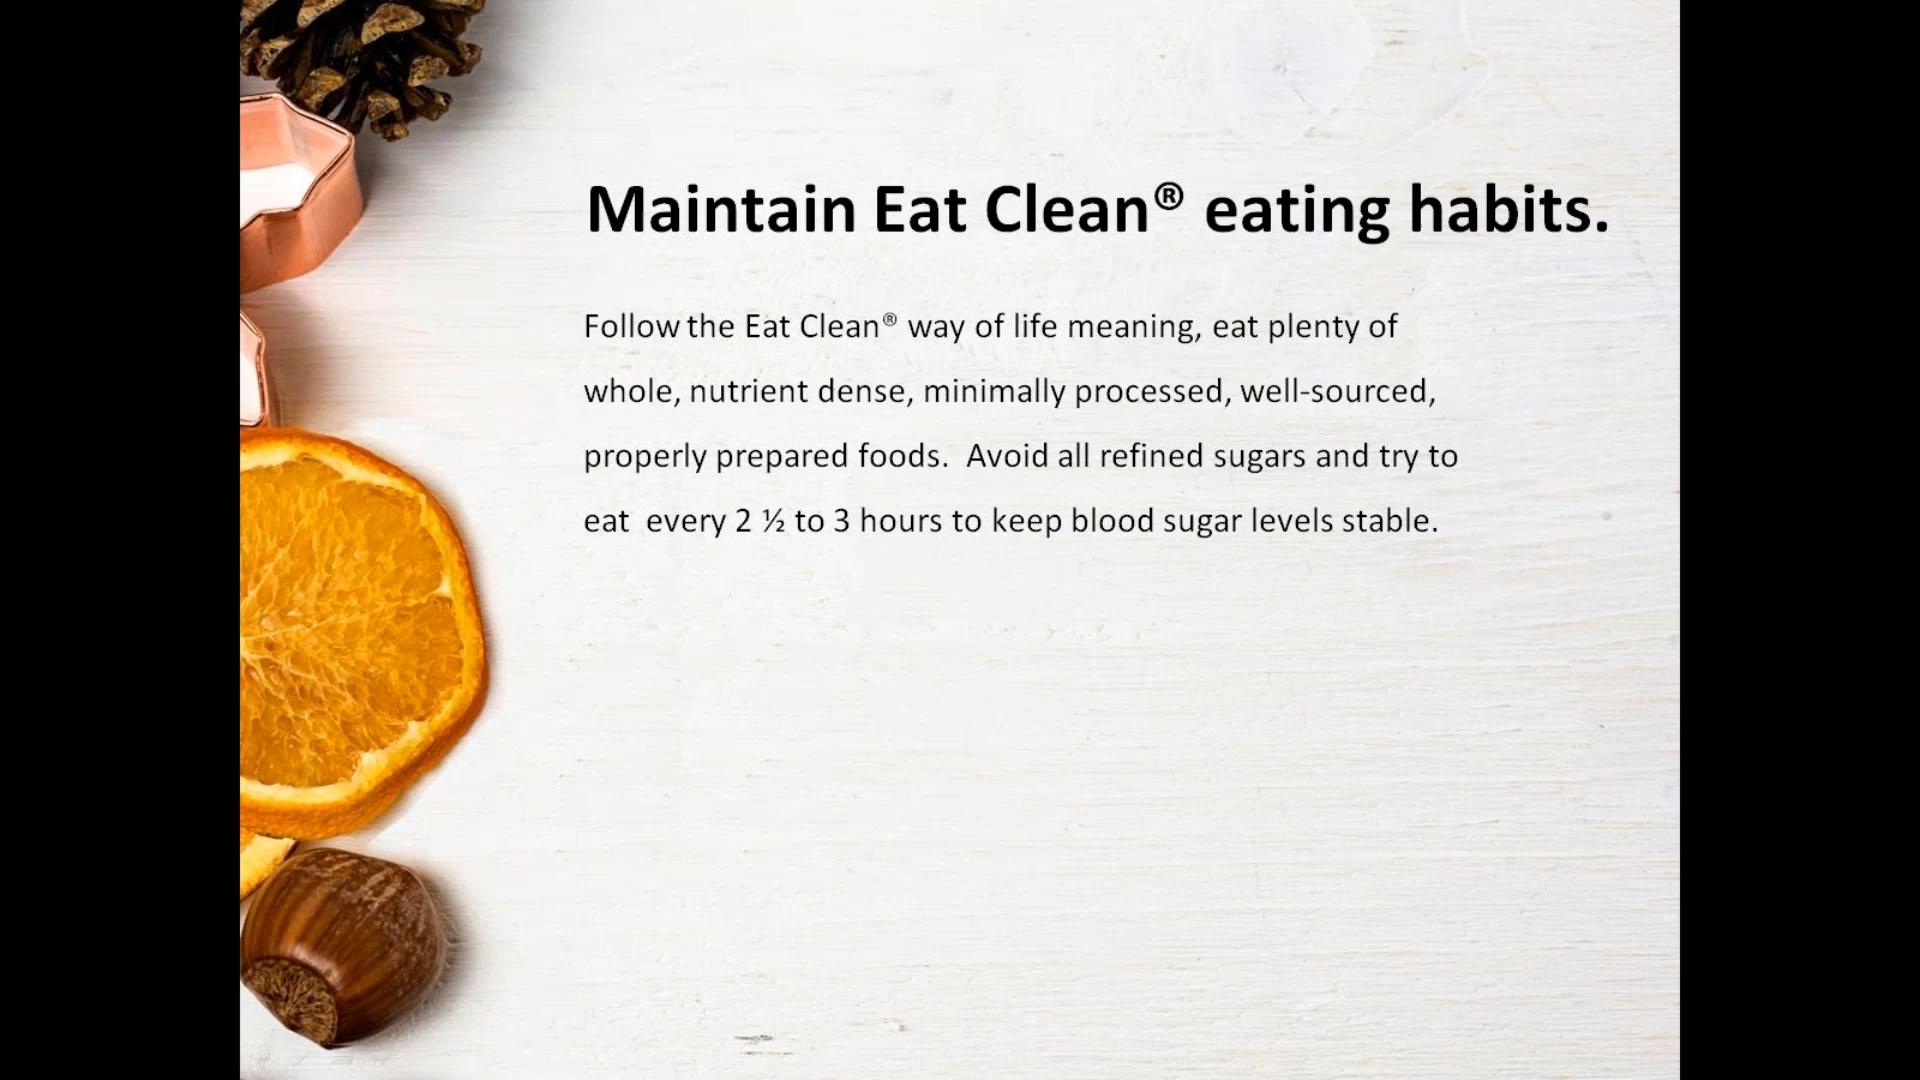 Maintain Eat Clean® eating habits.
Follow the Eat Clean® way of life meaning, eat plenty of
whole, nutrient dense, minimally processed, well-sourced,
properly prepared foods.  Avoid all refined sugars and try to
eat  every 2 ½ to 3 hours to keep blood sugar levels stable.